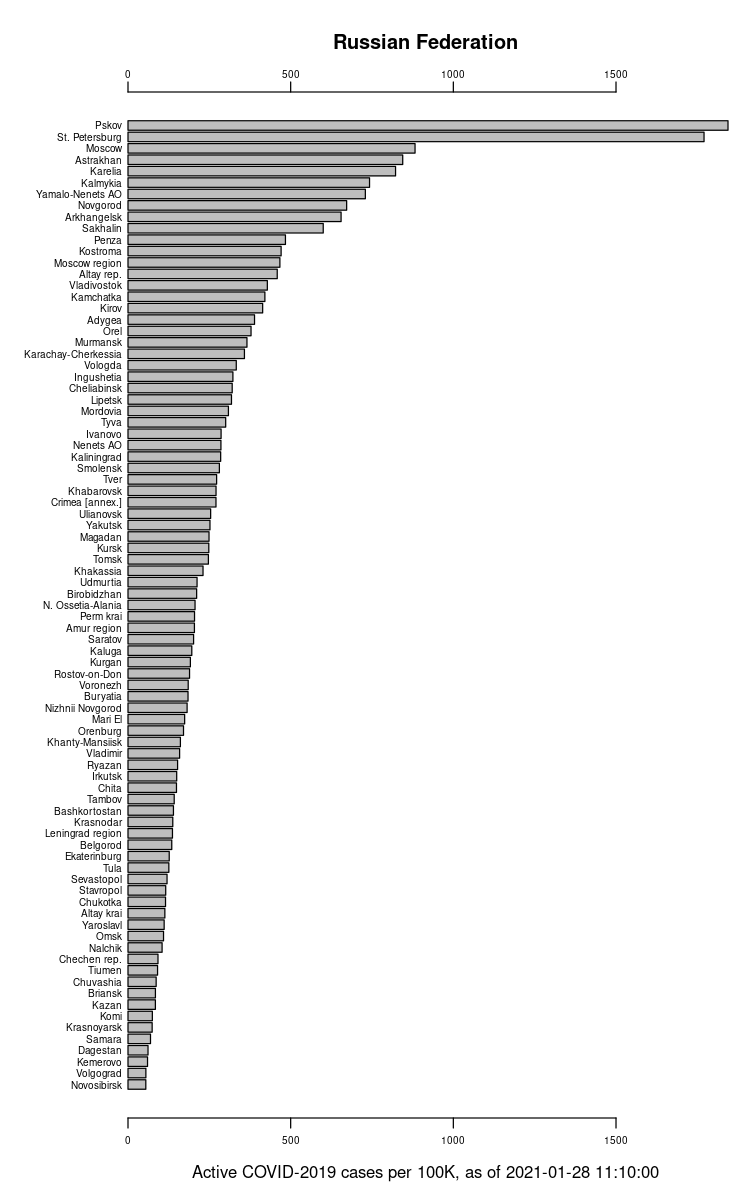 Russian Federation
0 500 1000 1500
Pskov
St. Petersburg
Moscow
Astrakhan
Karelia
Kalmykia
Yamalo-Nenets AO
Novgorod
Arkhangelsk
Sakhalin
Penza
Kostroma
Moscow region
Altay rep.
Vladivostok
Kamchatka
Kirov
Adygea
Orel
Murmansk
Karachay-Cherkessia
Vologda
Ingushetia
Cheliabinsk
Lipetsk
Mordovia
Tyva
Ivanovo
Nenets AO
Kaliningrad
Smolensk
Tver
Khabarovsk
Crimea [annex.]
Ulianovsk
Yakutsk
Magadan
Kursk
Tomsk
Khakassia
Udmurtia
Birobidzhan
N. Ossetia-Alania
Perm krai
Amur region
Saratov
Kaluga
Kurgan
Rostov-on-Don
Voronezh
Buryatia
Nizhnii Novgorod
Mari El
Orenburg
Khanty-Mansiisk
Vladimir
Ryazan
Irkutsk
Chita
Tambov
Bashkortostan
Krasnodar
Leningrad region
Belgorod
Ekaterinburg
Tula
Sevastopol
Stavropol
Chukotka
Altay krai
Yaroslavl
Omsk
Nalchik
Chechen rep.
Tiumen
Chuvashia
Briansk
Kazan
Komi
Krasnoyarsk
Samara
Dagestan
Kemerovo
Volgograd
Novosibirsk
0 500 1000 1500
Active COVID-2019 cases per 100K, as of 2021-01-28 11:10:00